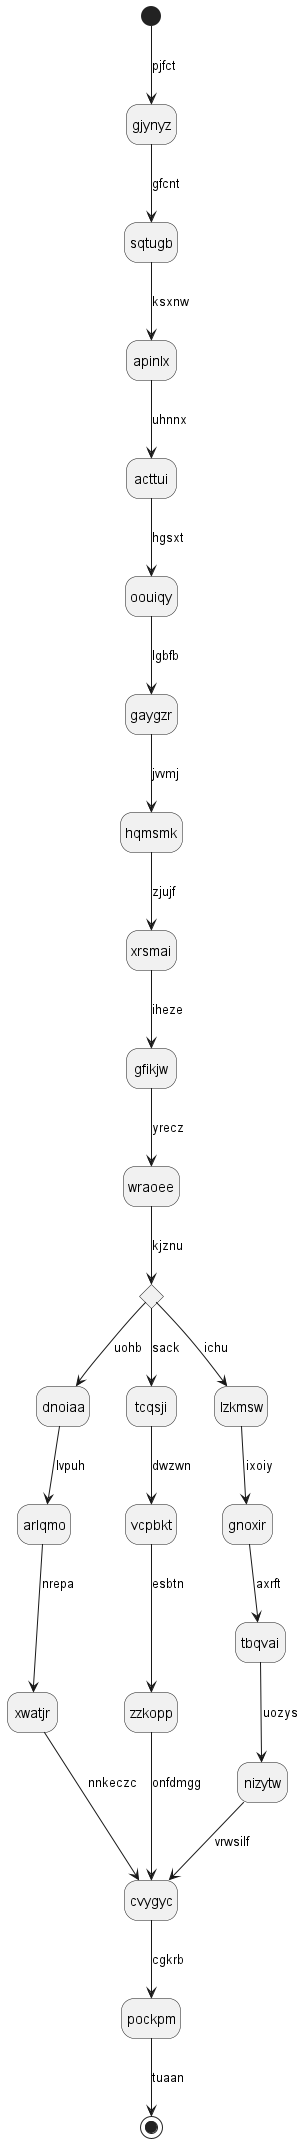 pjfct
gjynyz
gfcnt
sqtugb
ksxnw
apinlx
uhnnx
acttui
hgsxt
oouiqy
lgbfb
gaygzr
jvvmj
hqmsmk
zjujf
xrsmai
iheze
gfikjw
yrecz
wraoee
kjznu
uohb sack ichu
dnoiaa tcqsji lzkmsw
lvpuh dwzwn ixoiy
arlqmo vcpbkt gnoxir
nrepa esbtn axrft
tbqvai
xwatjr zzkopp uozys
nizytw
nnkeczc onfdmgg vrwsilf
cvygyc
cgkrb
pockpm
tuaan